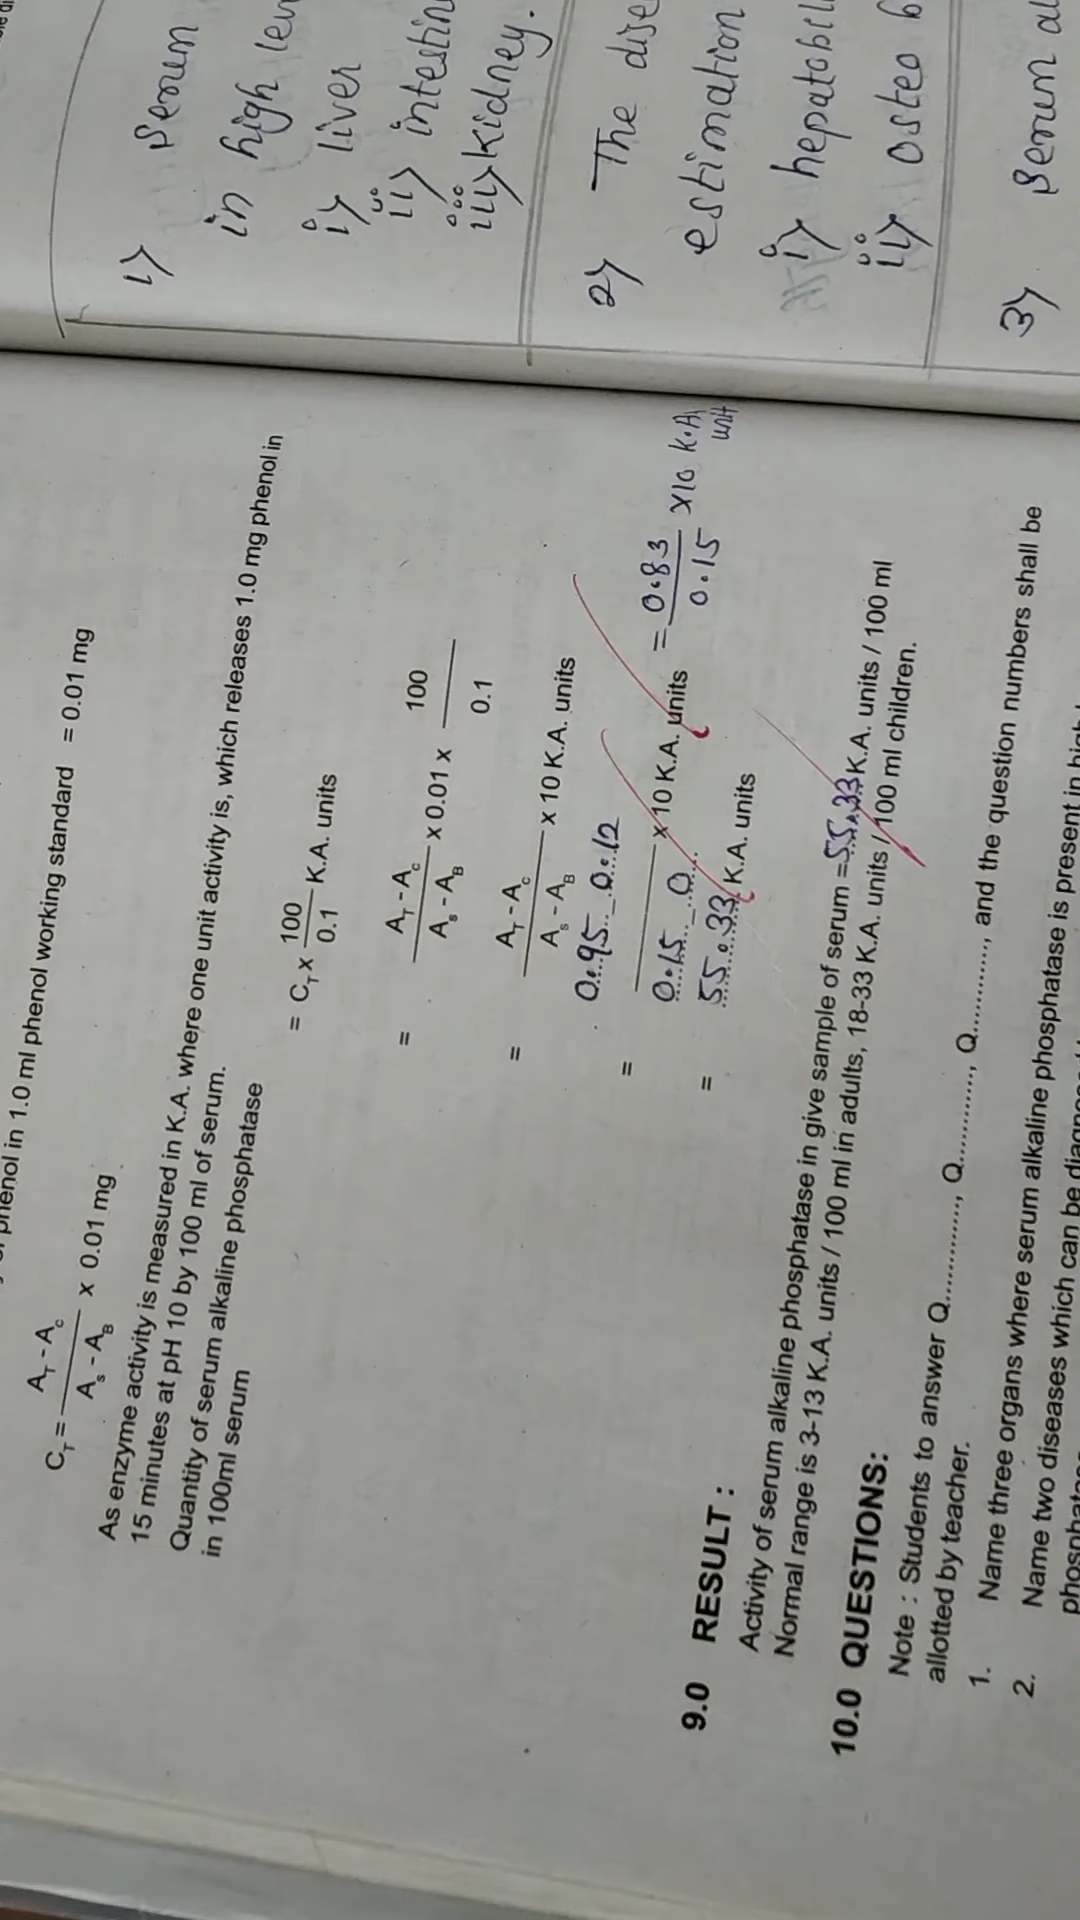 phenol in 1.0 ml phenol working standard = 0.01 mg
C_T = (A_T - A_c) / (A_s - A_B) x 0.01 mg
As enzyme activity is measured in K.A. where one unit activity is, which releases 1.0 mg phenol in
15 minutes at pH 10 by 100 ml of serum.
Quantity of serum alkaline phosphatase
in 100ml serum
= C_T x 100 / 0.1 K.A. units
= (A_T - A_c) / (A_s - A_B) x 0.01 x 100 / 0.1
= (A_T - A_c) / (A_s - A_B) x 10 K.A. units
= (0.95 - 0.12) / (0.15 - 0) x 10 K.A. units = 0.83 / 0.15 x 10 K.A. unit
= 55.33 K.A. units
9.0 RESULT :
Activity of serum alkaline phosphatase in give sample of serum = 55.33 K.A. units / 100 ml
Normal range is 3-13 K.A. units / 100 ml in adults, 18-33 K.A. units / 100 ml children.
10.0 QUESTIONS:
Note : Students to answer Q............, Q............, Q............, and the question numbers shall be
allotted by teacher.
1. Name three organs where serum alkaline phosphatase is present in
2. Name two diseases which can be
1) Serum
in high
i) liver
ii)
iii) kidney.
2) The
estimation
i)
ii) osteo
3) Serum